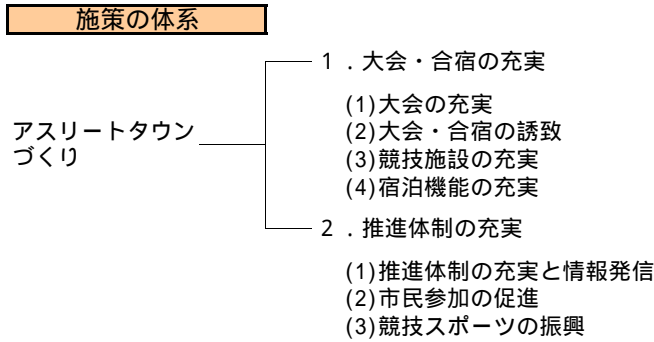 施策の体系
１．大会・合宿の充実
(1)大会の充実
アスリートタウン
づくり
(2)大会・合宿の誘致
(3)競技施設の充実
(4)宿泊機能の充実
２．推進体制の充実
(1)推進体制の充実と情報発信
(2)市民参加の促進
(3)競技スポーツの振興